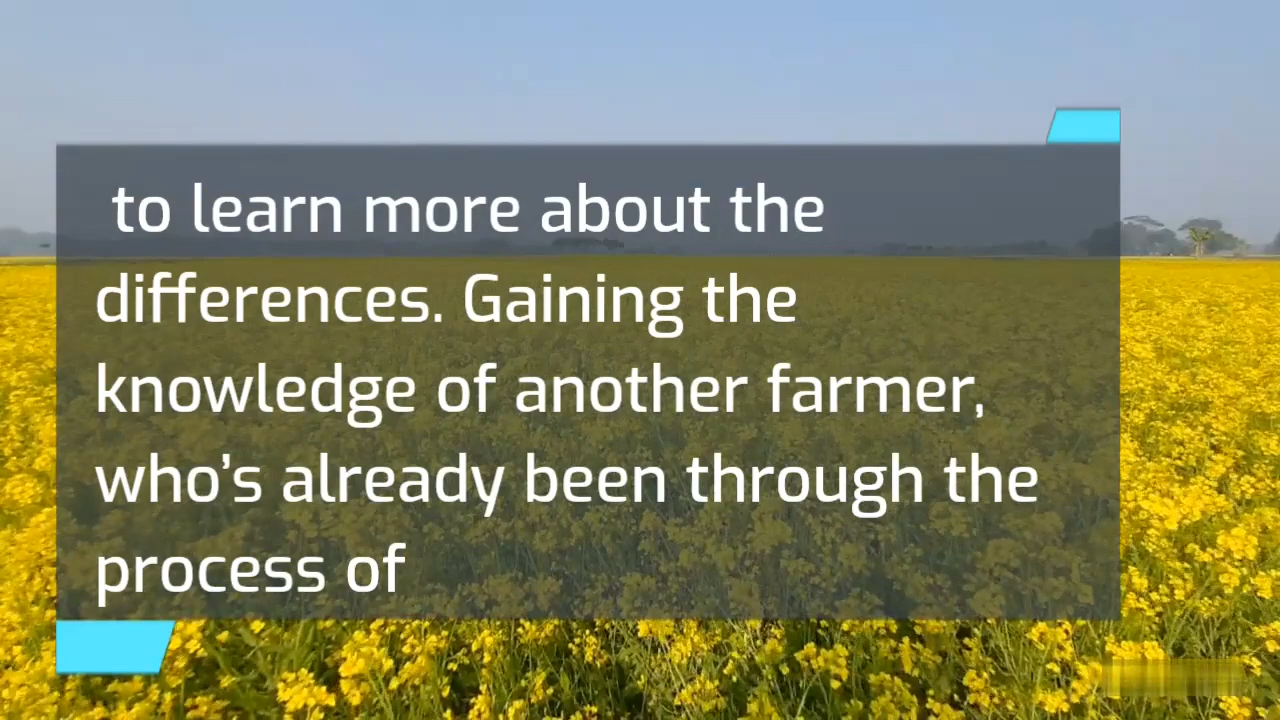 to learn more about the
differences. Gaining the
knowledge of another farmer,
who’s already been through the
process of